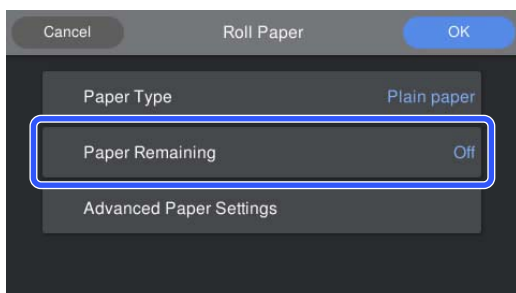 Cancel Roll Paper OK
Paper Type Plain paper
Paper Remaining Off
Advanced Paper Settings